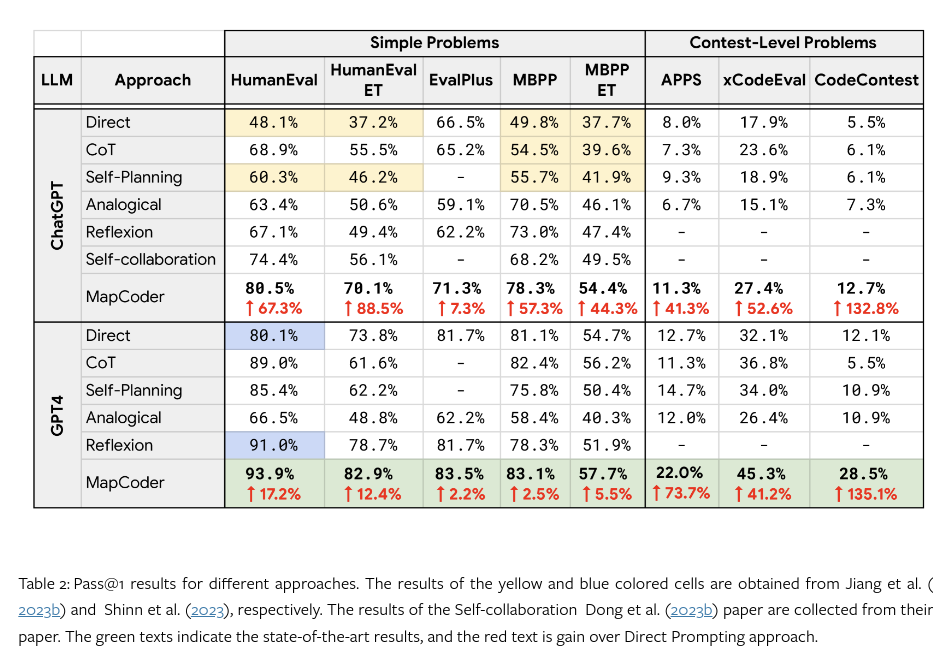 Simple Problems Contest-Level Problems
LLM Approach HumanEval HumanEval ET EvalPlus MBPP MBPP ET APPS xCodeEval CodeContest
ChatGPT
Direct 48.1% 37.2% 66.5% 49.8% 37.7% 8.0% 17.9% 5.5%
CoT 68.9% 55.5% 65.2% 54.5% 39.6% 7.3% 23.6% 6.1%
Self-Planning 60.3% 46.2% – 55.7% 41.9% 9.3% 18.9% 6.1%
Analogical 63.4% 50.6% 59.1% 70.5% 46.1% 6.7% 15.1% 7.3%
Reflexion 67.1% 49.4% 62.2% 73.0% 47.4% – – –
Self-collaboration 74.4% 56.1% – 68.2% 49.5% – – –
MapCoder 80.5% 70.1% 71.3% 78.3% 54.4% 11.3% 27.4% 12.7%
↑ 67.3% ↑ 88.5% ↑ 7.3% ↑ 57.3% ↑ 44.3% ↑ 41.3% ↑ 52.6% ↑ 132.8%
GPT4
Direct 80.1% 73.8% 81.7% 81.1% 54.7% 12.7% 32.1% 12.1%
CoT 89.0% 61.6% – 82.4% 56.2% 11.3% 36.8% 5.5%
Self-Planning 85.4% 62.2% – 75.8% 50.4% 14.7% 34.0% 10.9%
Analogical 66.5% 48.8% 62.2% 58.4% 40.3% 12.0% 26.4% 10.9%
Reflexion 91.0% 78.7% 81.7% 78.3% 51.9% – – –
MapCoder 93.9% 82.9% 83.5% 83.1% 57.7% 22.0% 45.3% 28.5%
↑ 17.2% ↑ 12.4% ↑ 2.2% ↑ 2.5% ↑ 5.5% ↑ 73.7% ↑ 41.2% ↑ 135.1%
Table 2: Pass@1 results for different approaches. The results of the yellow and blue colored cells are obtained from Jiang et al. (
2023b) and Shinn et al. (2023), respectively. The results of the Self-collaboration Dong et al. (2023b) paper are collected from their
paper. The green texts indicate the state-of-the-art results, and the red text is gain over Direct Prompting approach.